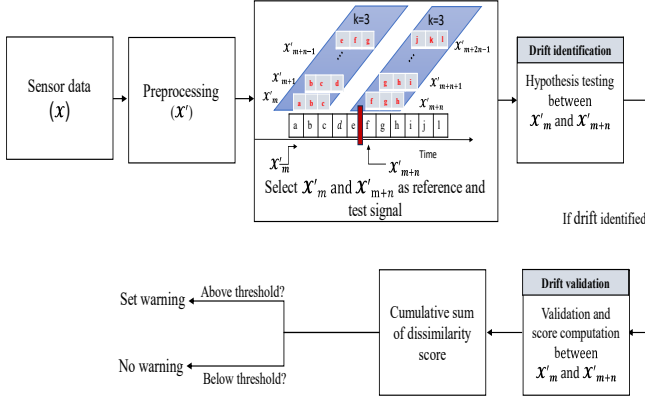 Sensor data
(x)
Preprocessing
(x′)
k=3
k=3
e f g
j k l
x′m+n−1
x′m+2n−1
...
...
x′m+1
b c d
g h i
x′m+n+1
x′m
a b c
f g h
x′m+n
a b c d e f g h i j k l
Time
x′m
x′m+n
Select x′m and x′m+n as reference and
test signal
Drift identification
Hypothesis testing
between
x′m and x′m+n
If drift identified
Drift validation
Validation and
score computation
between
x′m and x′m+n
Cumulative sum
of dissimilarity
score
Above threshold?
Set warning
No warning
Below threshold?